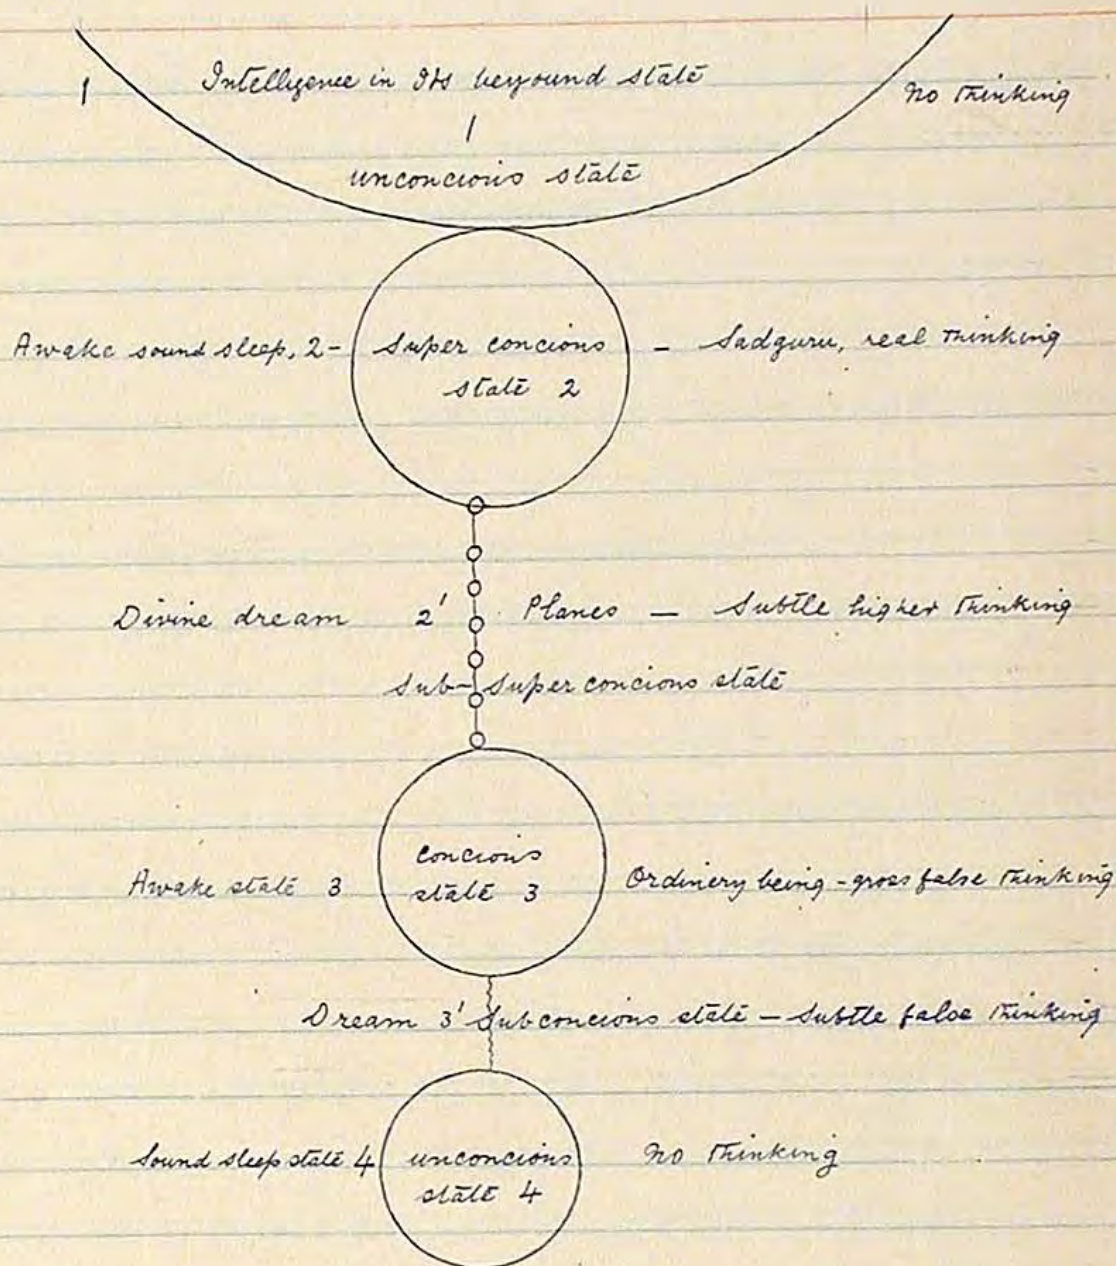 1 Intelligence in Its beyound state No thinking
1
unconcious state
Awake sound sleep, 2 - Super concious - Sadguru, real thinking
state 2
Divine dream 2' Planes — Subtle higher thinking
Sub-Super concious state
concious
Awake state 3 state 3 Ordinery being - gross false thinking
Dream 3' Subconcious state — Subtle false thinking
Sound sleep state 4 unconcious No thinking
state 4